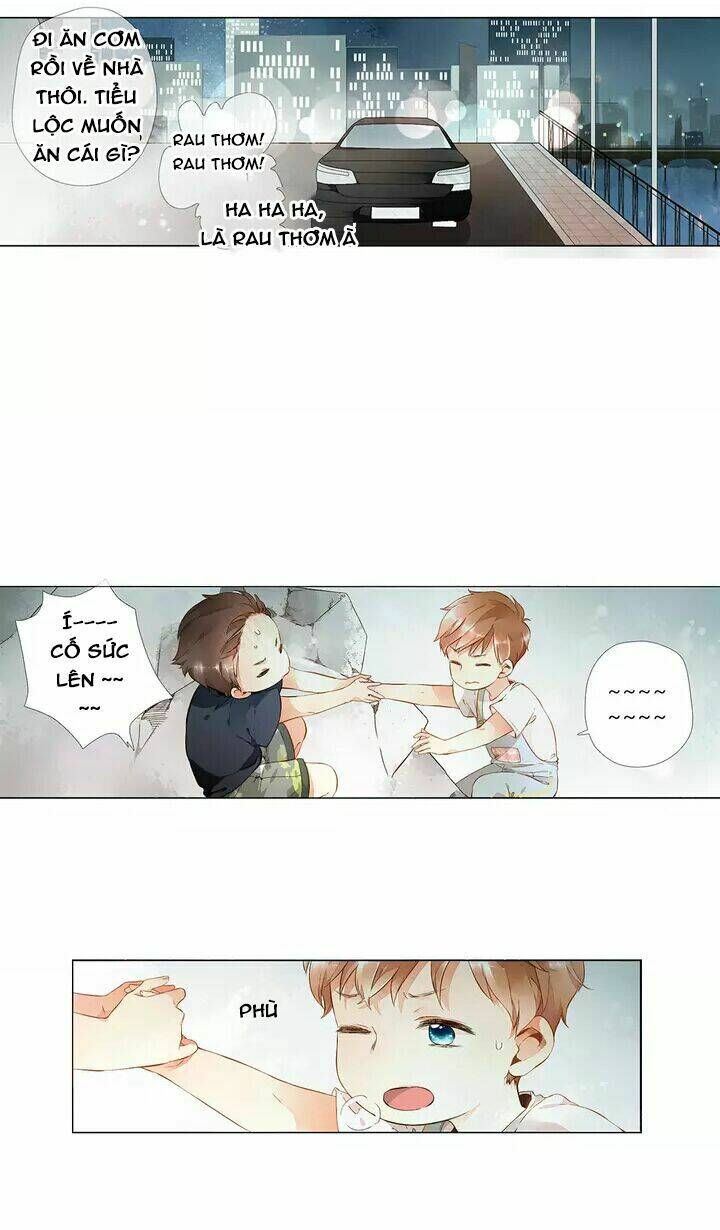 ĐI ĂN CƠM
RỒI VỀ NHÀ
THÔI. TIỂU
LỘC MUỐN
ĂN CÁI GÌ?
RAU THƠM!
RAU THƠM!
HA HA HA,
LÀ RAU THƠM À
Í----
CỐ SỨC
LÊN ~~
~~
~~~~
~~~~
PHÙ